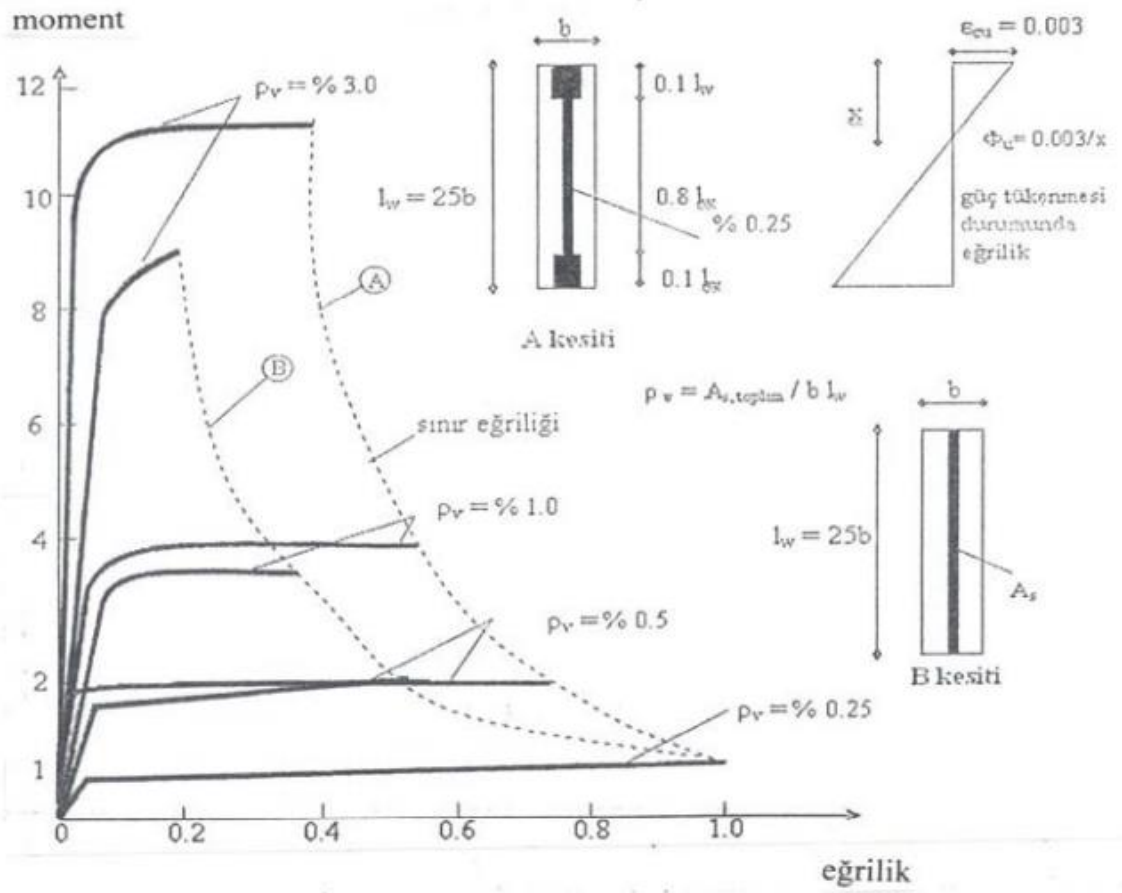 moment
12
10
8
6
4
2
1
0
0.2
0.4
0.6
0.8
1.0
eğrilik
ρv = % 3.0
A
B
sınır eğriliği
ρv = % 1.0
ρv = % 0.5
ρv = % 0.25
b
lw = 25b
0.1 lw
0.8 lw
% 0.25
0.1 lw
A kesiti
εcu = 0.003
x
Φu = 0.003/x
güç tükenmesi
durumunda
eğrilik
ρv = As,toplam / b lw
b
lw = 25b
As
B kesiti